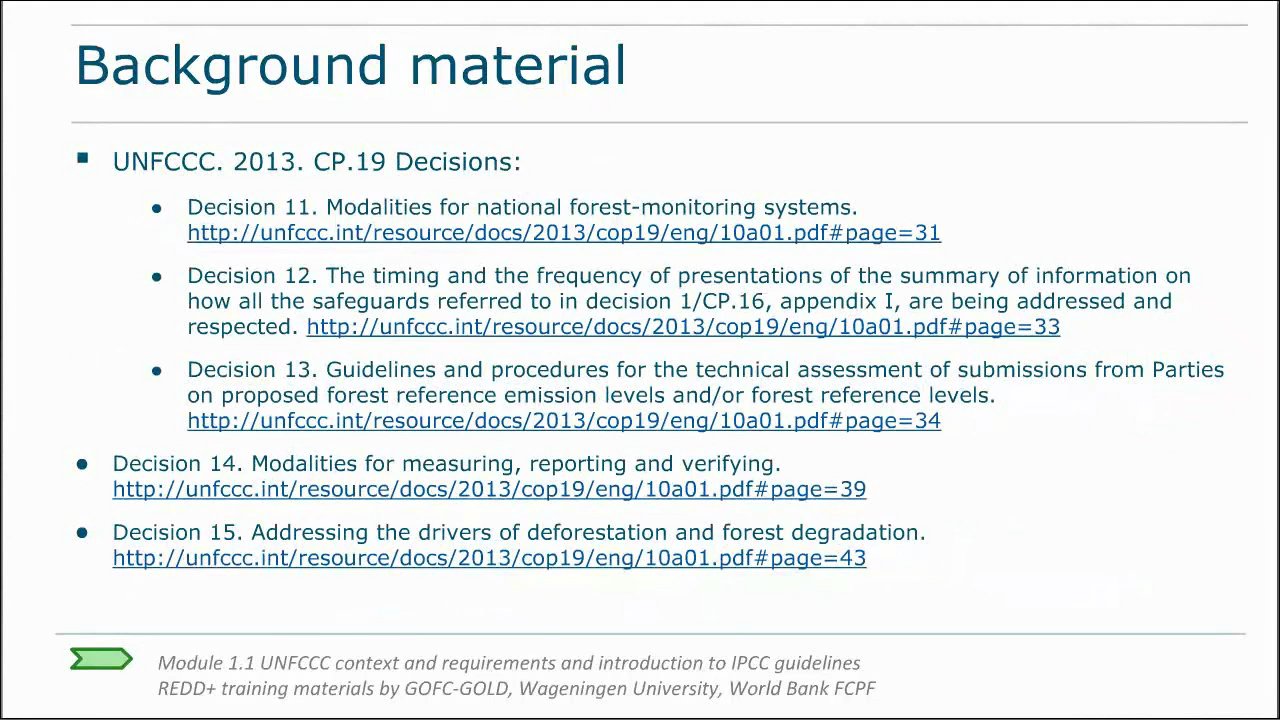 Background material
UNFCCC. 2013. CP.19 Decisions:
Decision 11. Modalities for national forest-monitoring systems.
http://unfccc.int/resource/docs/2013/cop19/eng/10a01.pdf#page=31
Decision 12. The timing and the frequency of presentations of the summary of information on
how all the safeguards referred to in decision 1/CP.16, appendix I, are being addressed and
respected. http://unfccc.int/resource/docs/2013/cop19/eng/10a01.pdf#page=33
Decision 13. Guidelines and procedures for the technical assessment of submissions from Parties
on proposed forest reference emission levels and/or forest reference levels.
http://unfccc.int/resource/docs/2013/cop19/eng/10a01.pdf#page=34
Decision 14. Modalities for measuring, reporting and verifying.
http://unfccc.int/resource/docs/2013/cop19/eng/10a01.pdf#page=39
Decision 15. Addressing the drivers of deforestation and forest degradation.
http://unfccc.int/resource/docs/2013/cop19/eng/10a01.pdf#page=43
Module 1.1 UNFCCC context and requirements and introduction to IPCC guidelines
REDD+ training materials by GOFC-GOLD, Wageningen University, World Bank FCPF